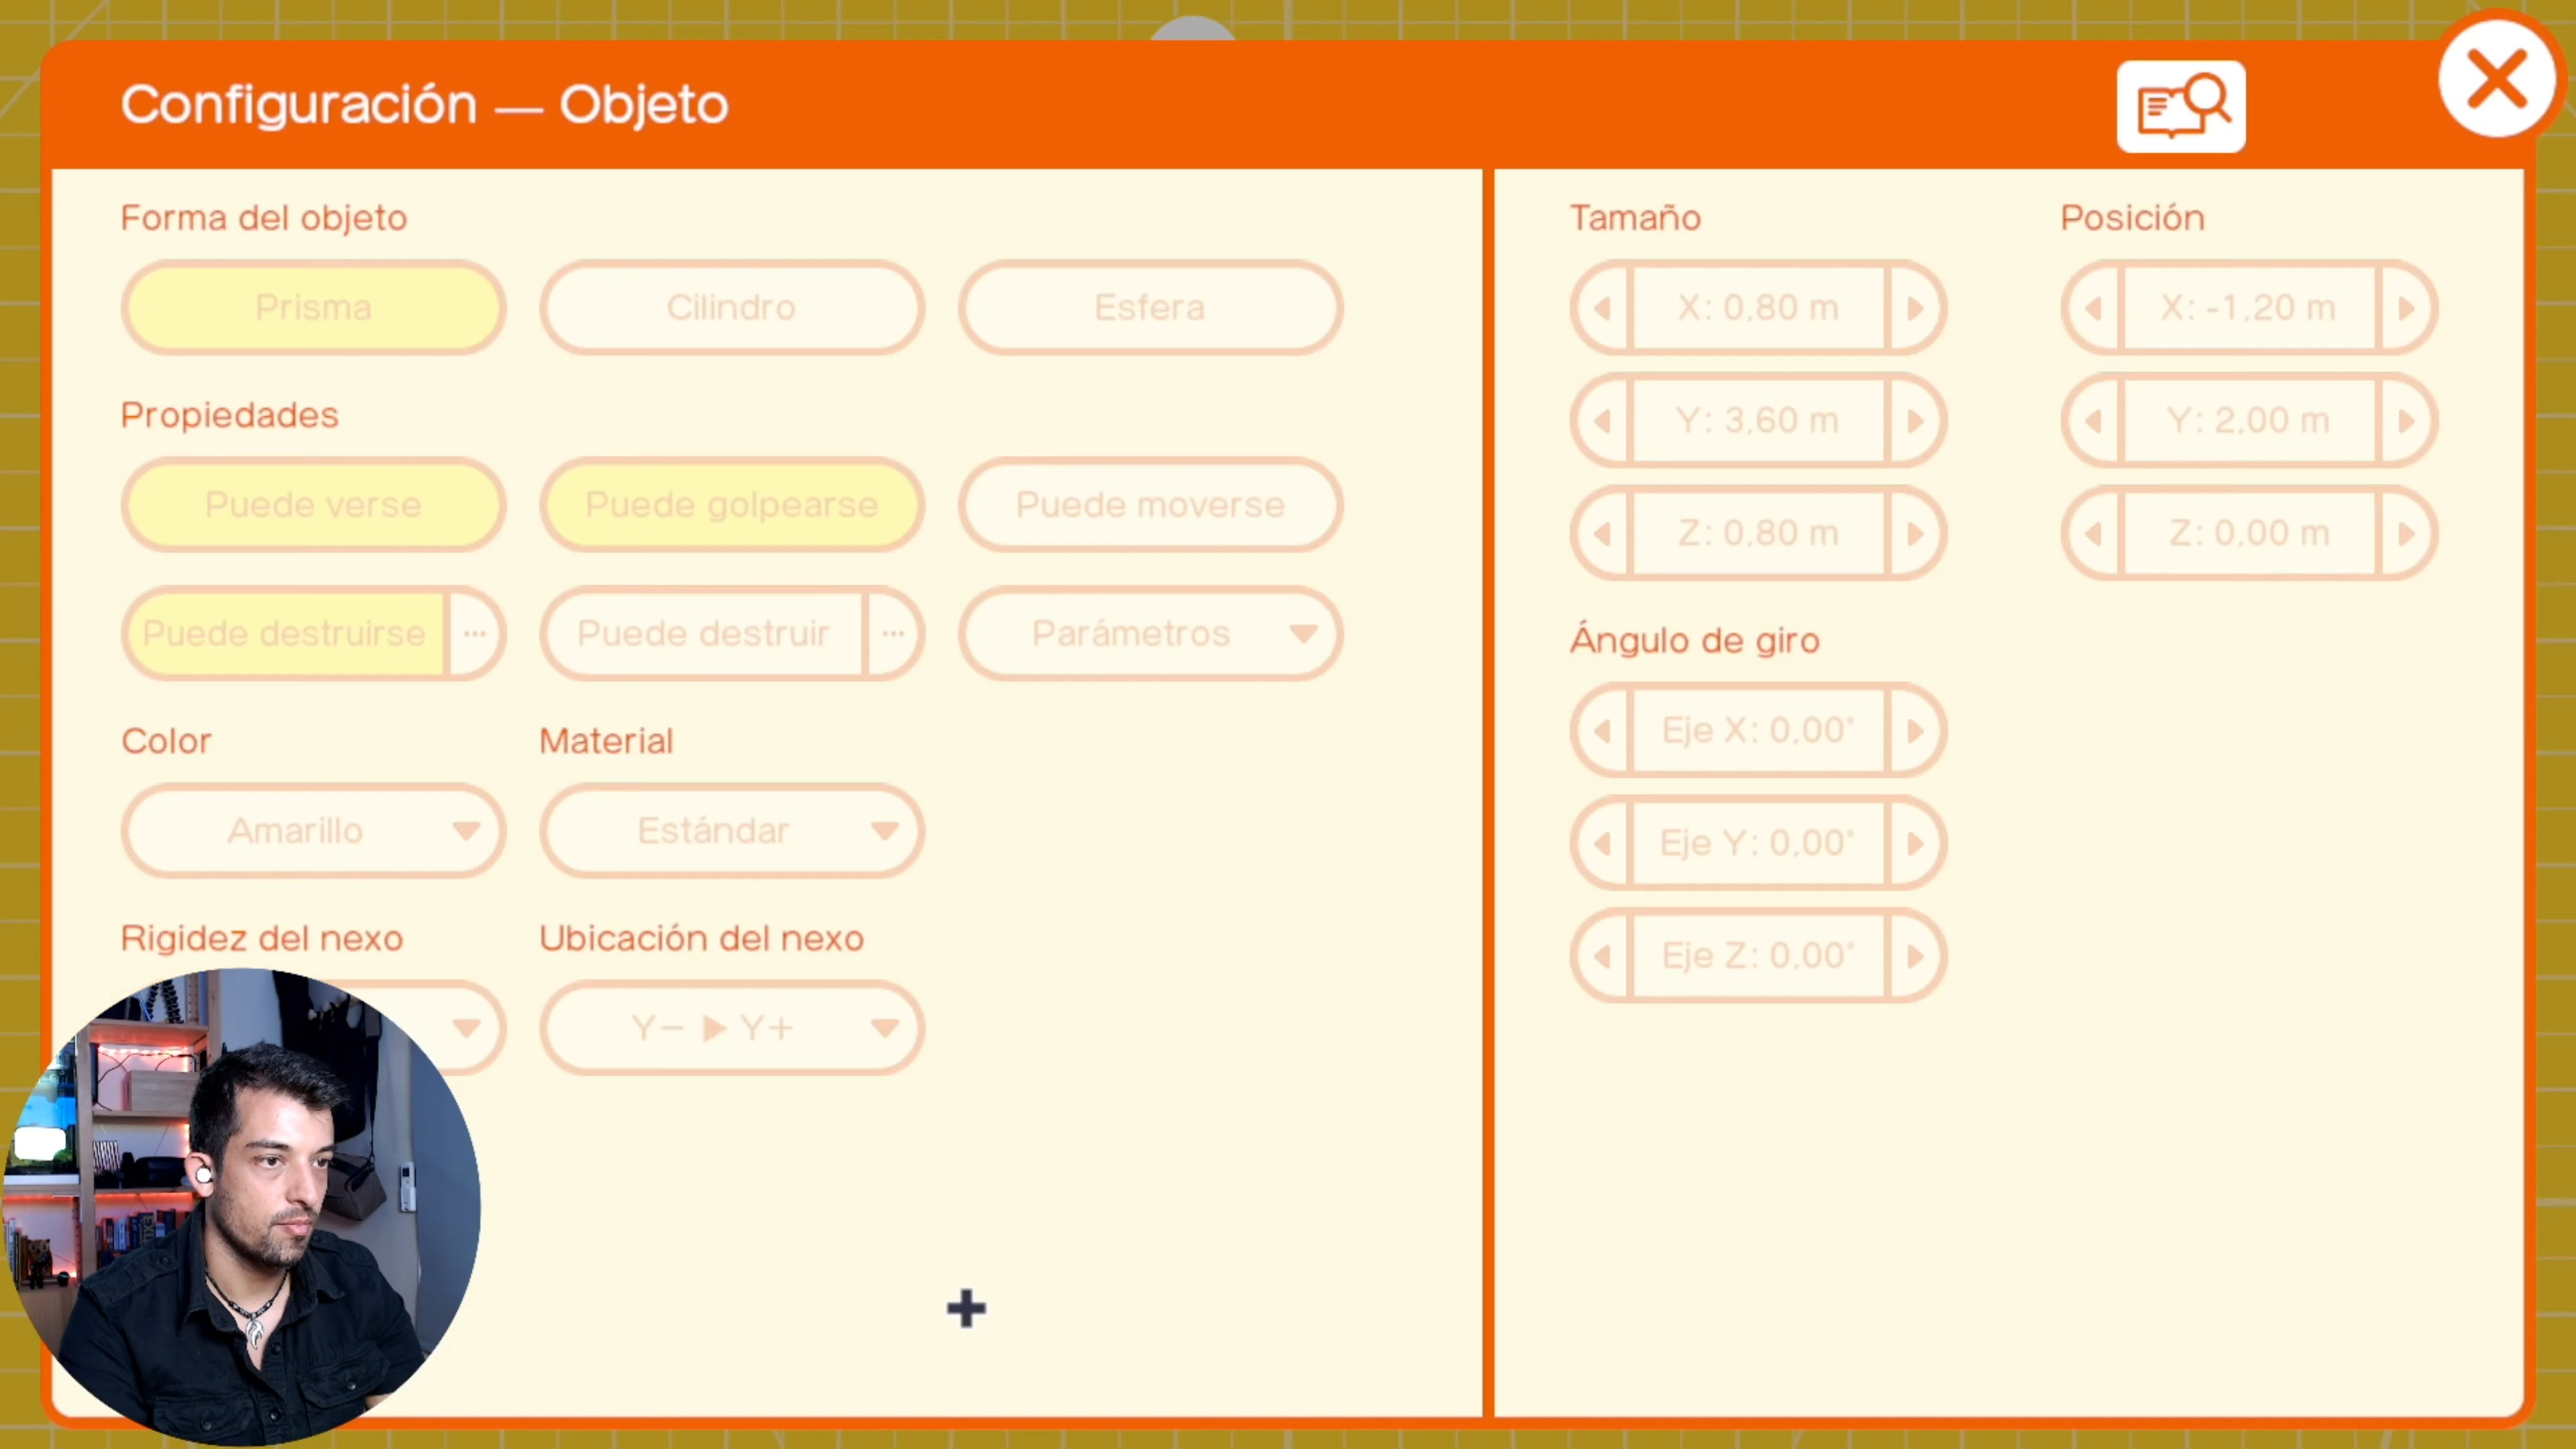 Configuración — Objeto
Forma del objeto
Prisma
Cilindro
Esfera
Propiedades
Puede verse
Puede golpearse
Puede moverse
Puede destruirse
...
Puede destruir
...
Parámetros
Color
Material
Amarillo
Estándar
Rigidez del nexo
Ubicación del nexo
Y− ▶ Y+
Tamaño
Posición
X: 0,80 m
X: -1,20 m
Y: 3,60 m
Y: 2,00 m
Z: 0,80 m
Z: 0,00 m
Ángulo de giro
Eje X: 0,00°
Eje Y: 0,00°
Eje Z: 0,00°